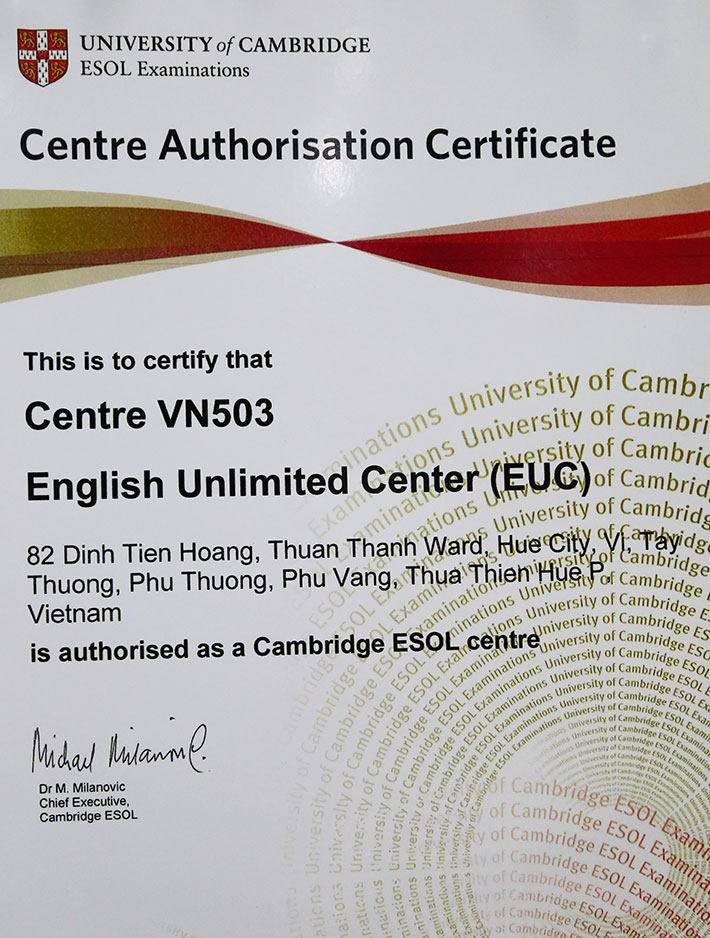 UNIVERSITY of CAMBRIDGE
ESOL Examinations
Centre Authorisation Certificate
This is to certify that
Centre VN503
English Unlimited Center (EUC)
82 Dinh Tien Hoang, Thuan Thanh Ward, Hue City, Vi, Tay
Thuong, Phu Thuong, Phu Vang, Thua Thien Hue P.
Vietnam
is authorised as a Cambridge ESOL centre
Michael Milanovic.
Dr M. Milanovic
Chief Executive,
Cambridge ESOL